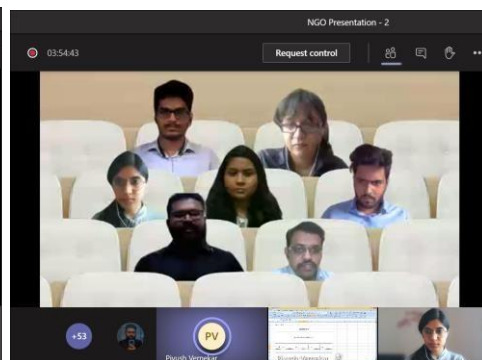 NGO Presentation - 2
03:54:43
Request control
+53
PV
Piyush Vernekar